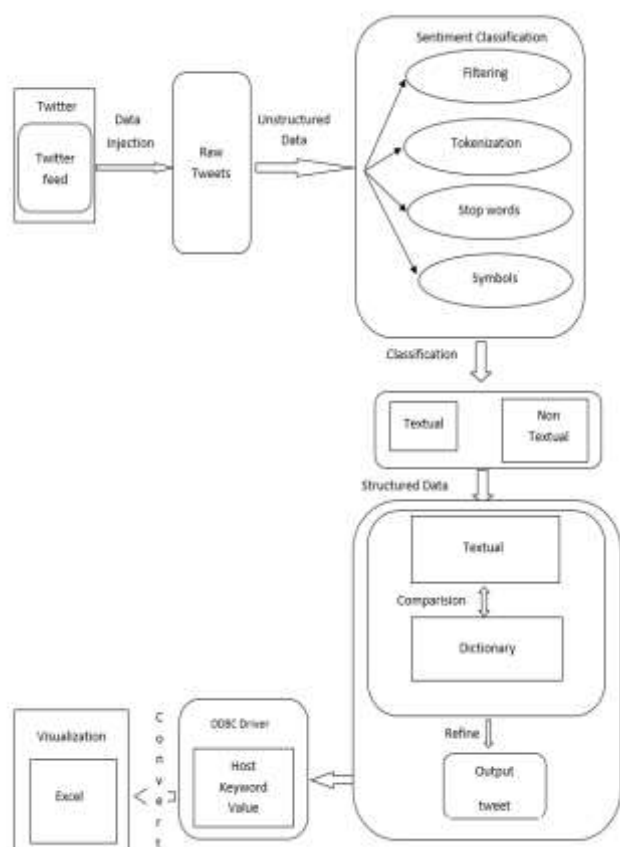 Sentiment Classification
Filtering
Twitter
Twitter
feed
Data
Injection
Raw
Tweets
Unstructured
Data
Tokenization
Stop words
Symbols
Classification
Textual
Non
Textual
Structured Data
Textual
Comparision
Dictionary
Refine
Output
tweet
ODBC Driver
Host
Keyword
Value
Convert
Visualization
Excel